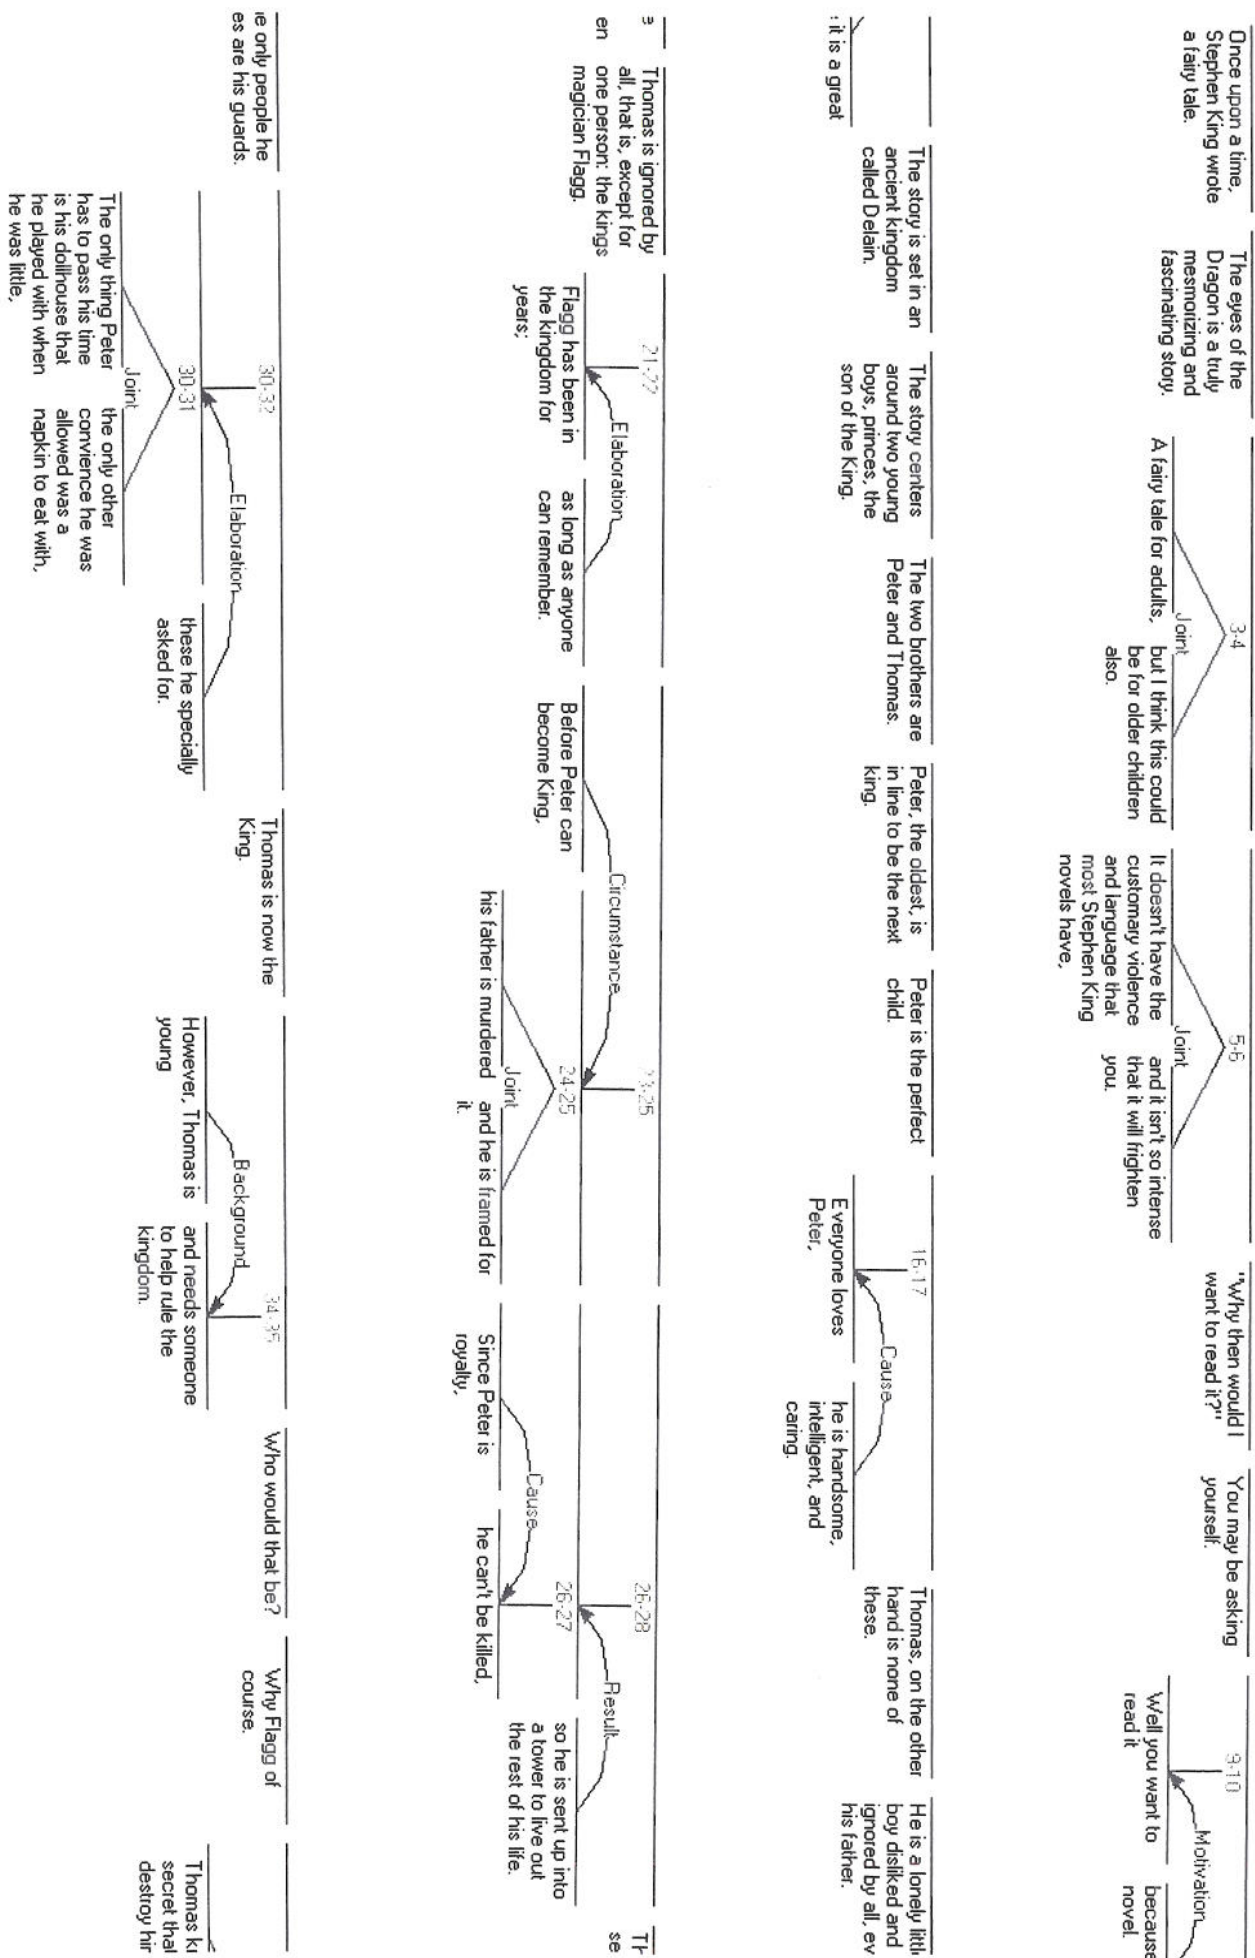 Once upon a time,
Stephen King wrote
a fairy tale.
The eyes of the
Dragon is a truly
mesmorizing and
fascinating story.
3-4
Joint
A fairy tale for adults,
but I think this could
be for older children
also.
5-6
Joint
It doesn't have the
customary violence
and language that
most Stephen King
novels have,
and it isn't so intense
that it will frighten
you.
"Why then would I
want to read it?"
You may be asking
yourself.
9-10
Motivation
Well you want to
read it
because
novel.
it is a great
The story is set in an
ancient kingdom
called Delain.
The story centers
around two young
boys, princes, the
son of the King.
The two brothers are
Peter and Thomas.
Peter, the oldest, is
in line to be the next
king.
Peter is the perfect
child.
16-17
Cause
Everyone loves
Peter,
he is handsome,
intelligent, and
caring.
Thomas, on the other
hand is none of
these.
He is a lonely
boy disliked and
ignored by all, ev
his father.
en
Thomas is ignored by
all, that is, except for
one person: the kings
magician Flagg.
21-22
Elaboration
Flagg has been in
the kingdom for
years;
as long as anyone
can remember.
23-25
Circumstance
Before Peter can
become King,
24-25
Joint
his father is murdered
and he is framed for
it.
26-28
Result
26-27
Cause
Since Peter is
royalty,
he can't be killed,
so he is sent up into
a tower to live out
the rest of his life.
Th
se
e only people he
es are his guards.
30-32
Elaboration
30-31
Joint
The only thing Peter
has to pass his time
is his dollhouse that
he played with when
he was little,
the only other
convience he was
allowed was a
napkin to eat with,
these he specially
asked for.
Thomas is now the
King.
34-35
Background
However, Thomas is
young
and needs someone
to help rule the
kingdom.
Who would that be?
Why Flagg of
course.
Thomas
secret that
destroy